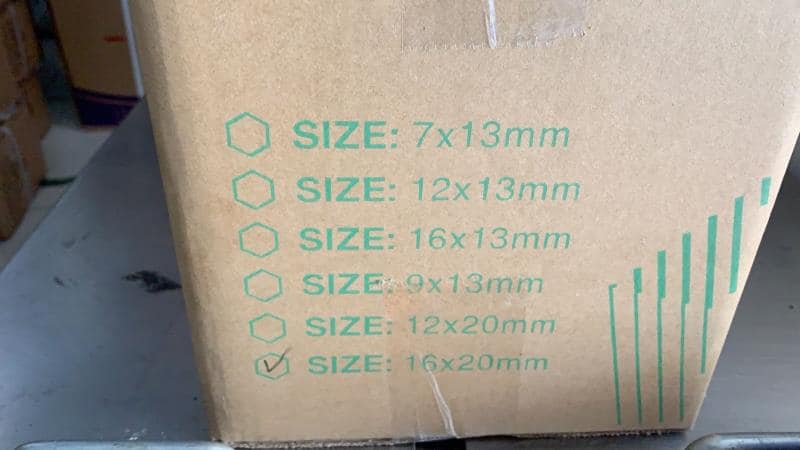 SIZE: 7x13mm
SIZE: 12x13mm
SIZE: 16x13mm
SIZE: 9x13mm
SIZE: 12x20mm
SIZE: 16x20mm